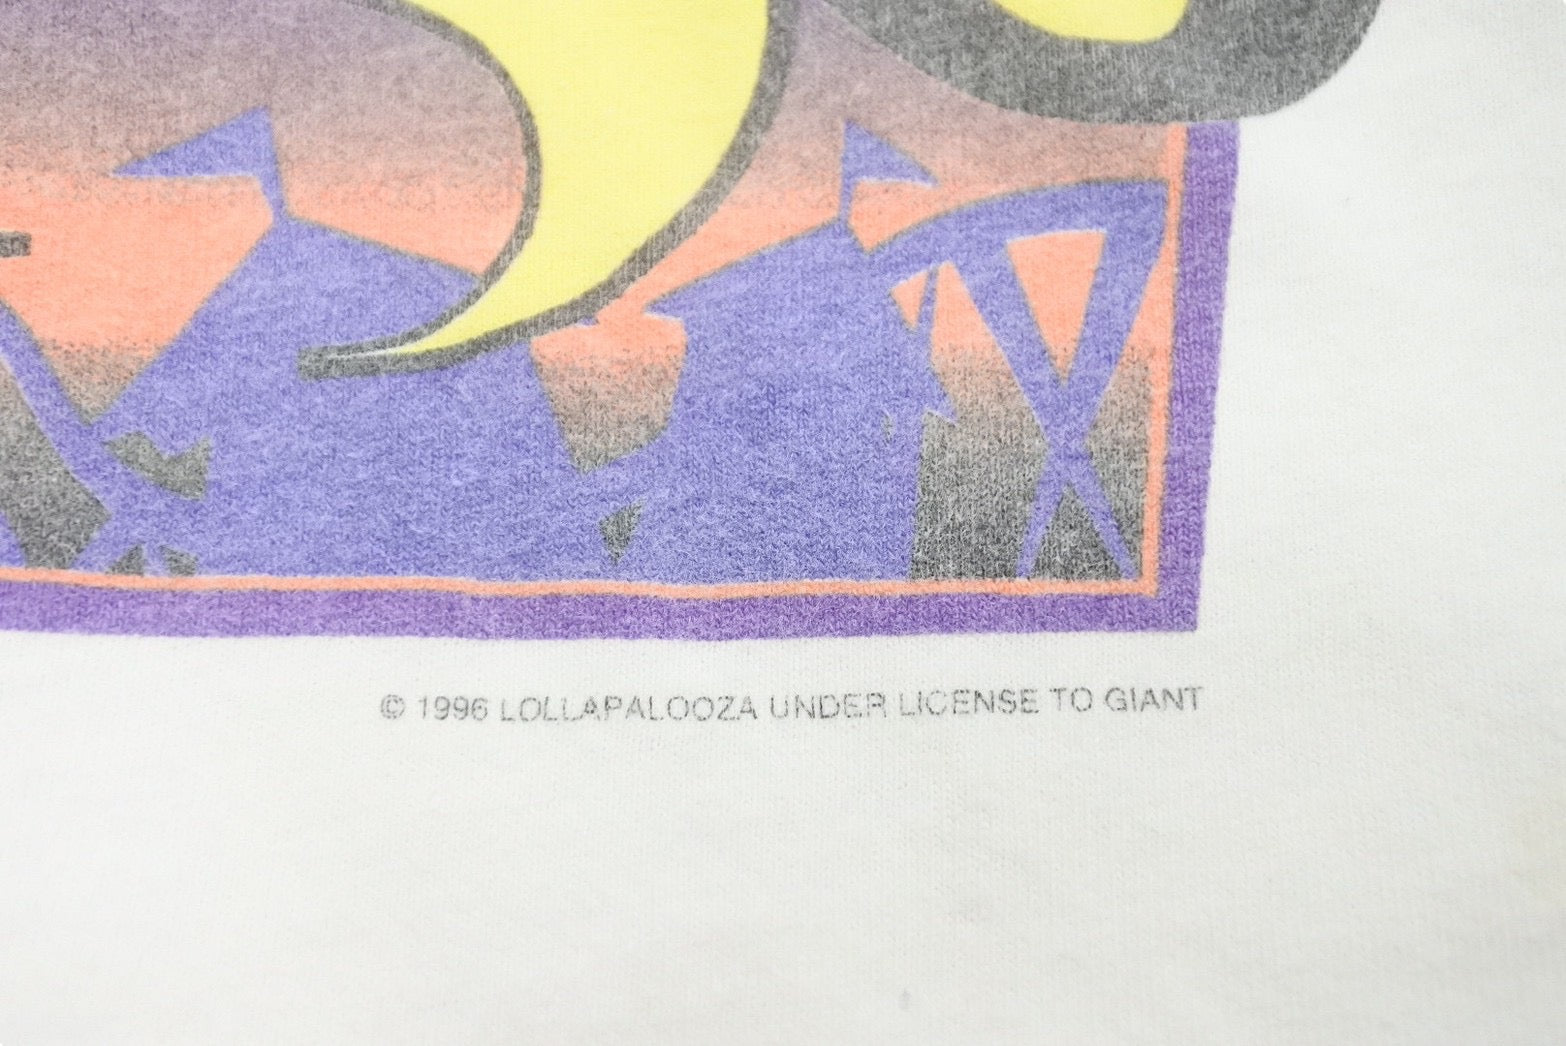 © 1996 LOLLAPALOOZA UNDER LICENSE TO GIANT